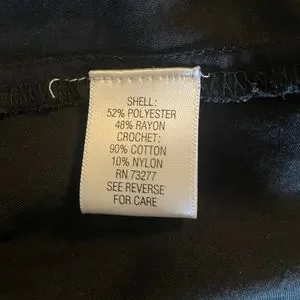 SHELL:
52% POLYESTER
48% RAYON
CROCHET:
90% COTTON
10% NYLON
RN 73277
SEE REVERSE
FOR CARE